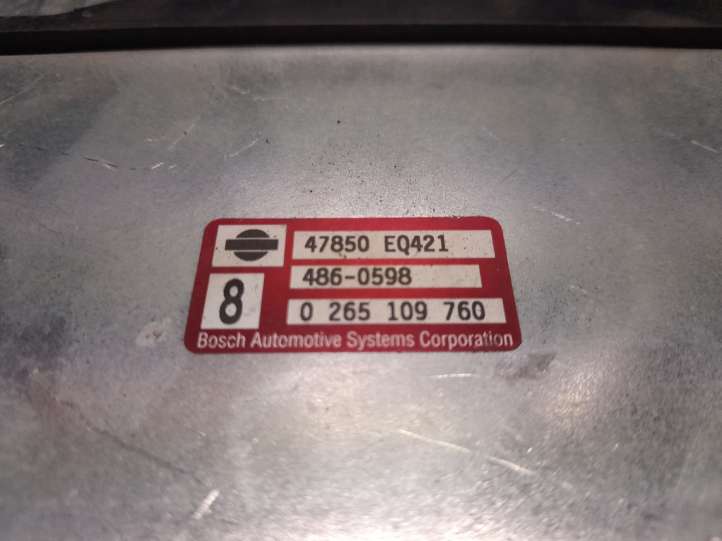 47850 EQ421
486-0598
8
0 265 109 760
Bosch Automotive Systems Corporation